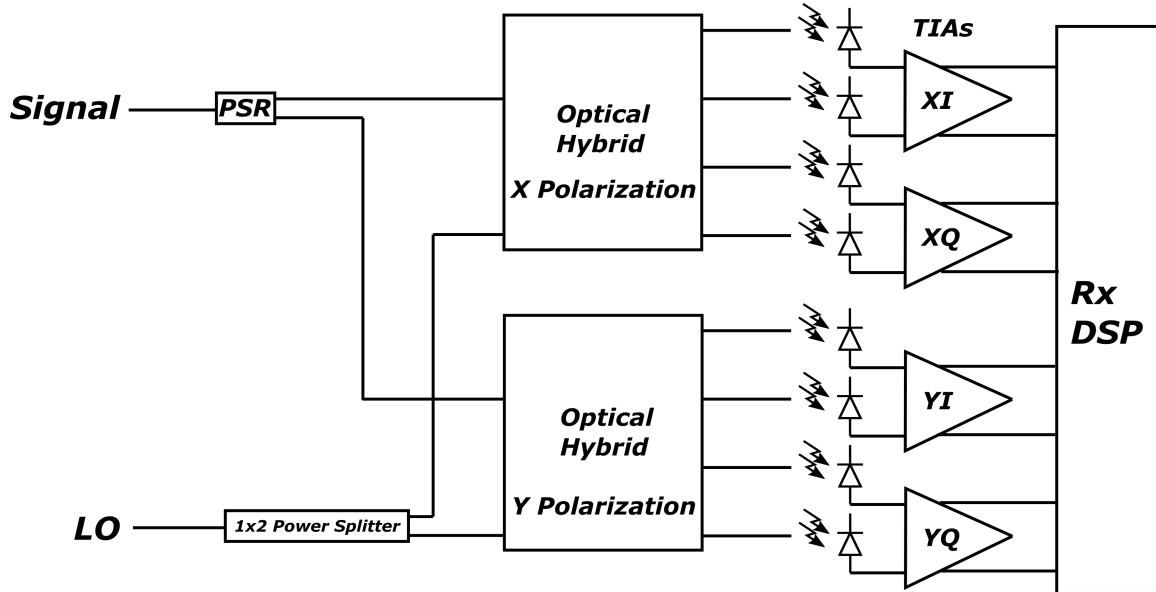 TIAs
Signal
PSR
Optical
Hybrid
X Polarization
XI
XQ
Rx
DSP
Optical
Hybrid
Y Polarization
YI
YQ
LO
1x2 Power Splitter